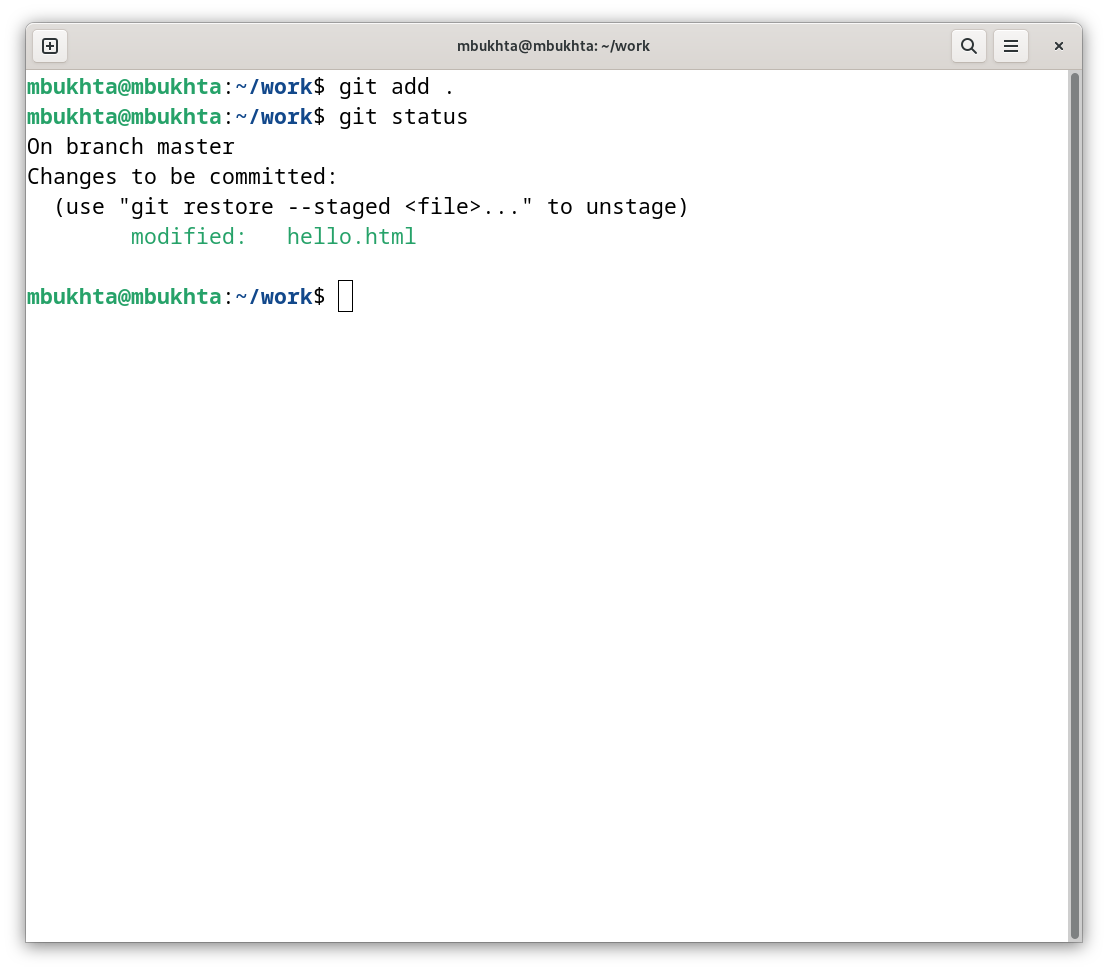 mbukhta@mbukhta: ~/work
mbukhta@mbukhta:~/work$ git add .
mbukhta@mbukhta:~/work$ git status
On branch master
Changes to be committed:
  (use "git restore --staged <file>..." to unstage)
        modified:   hello.html

mbukhta@mbukhta:~/work$